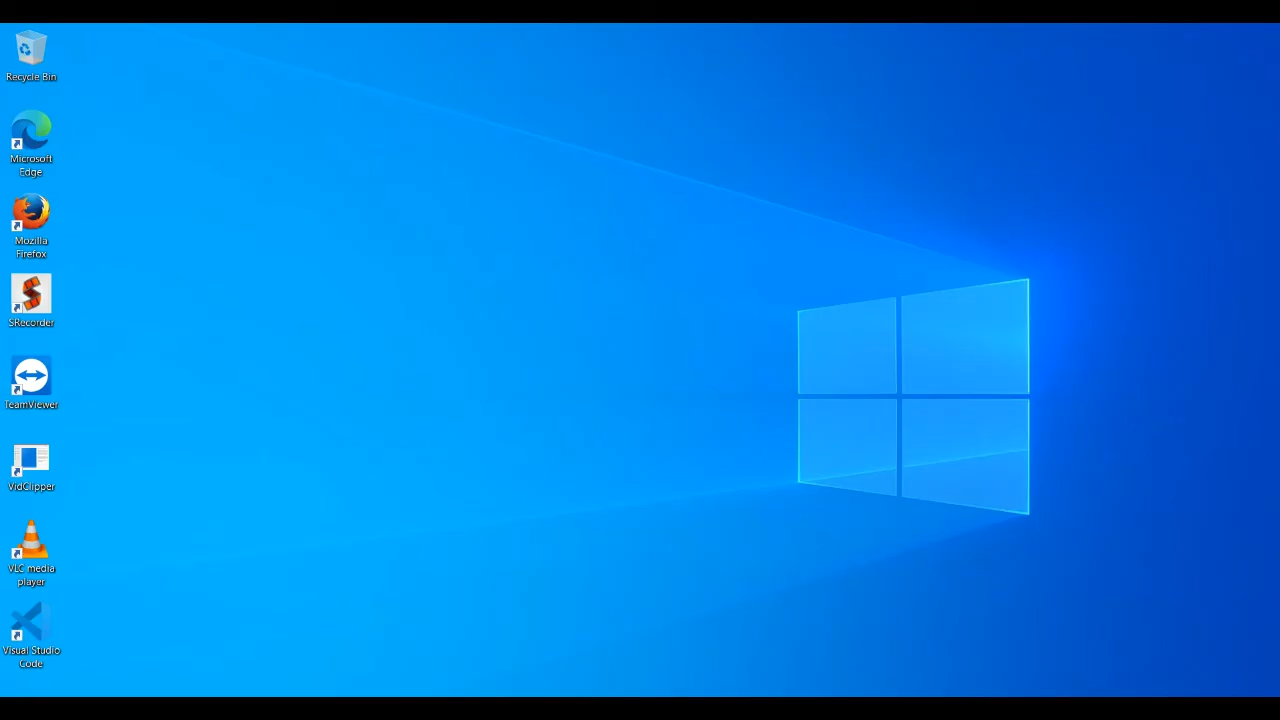 Recycle Bin
Microsoft
Edge
Mozilla
Firefox
SRecorder
TeamViewer
VidClipper
VLC media
player
Visual Studio
Code